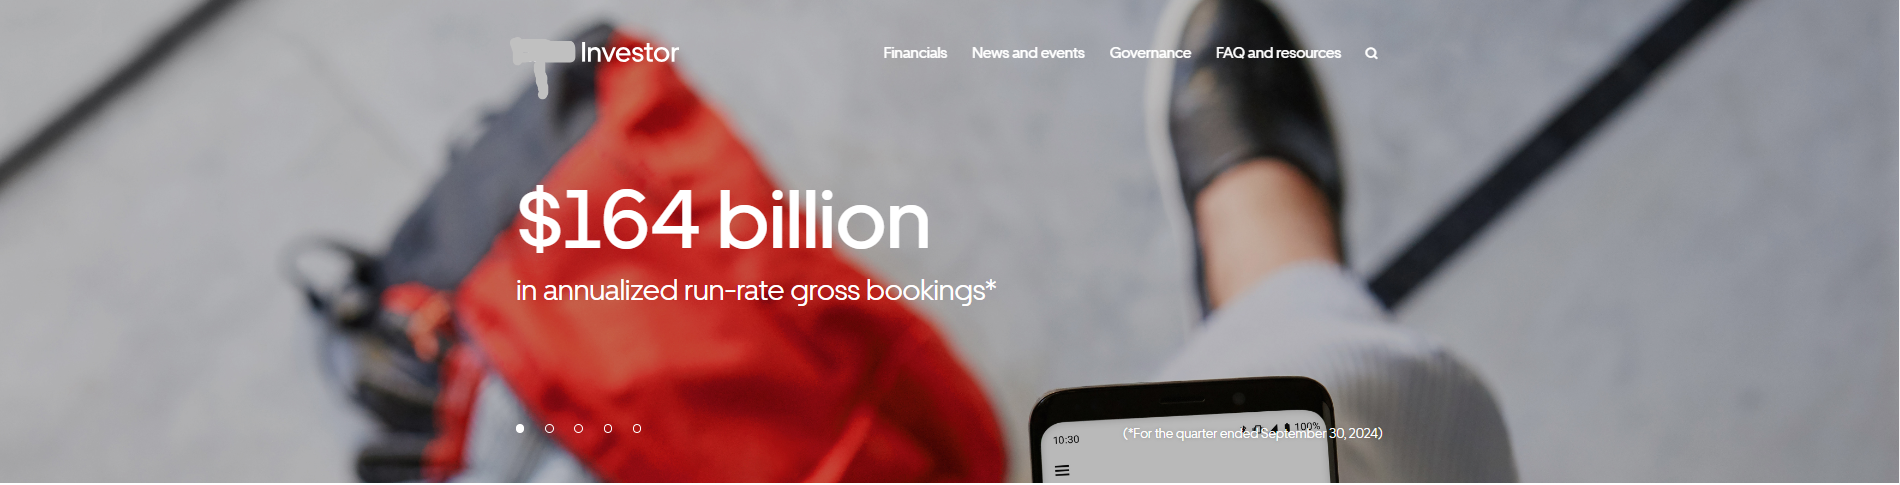 Investor
Financials News and events Governance FAQ and resources
$164 billion
in annualized run-rate gross bookings*
10:30
100%
(*For the quarter ended September 30, 2024)